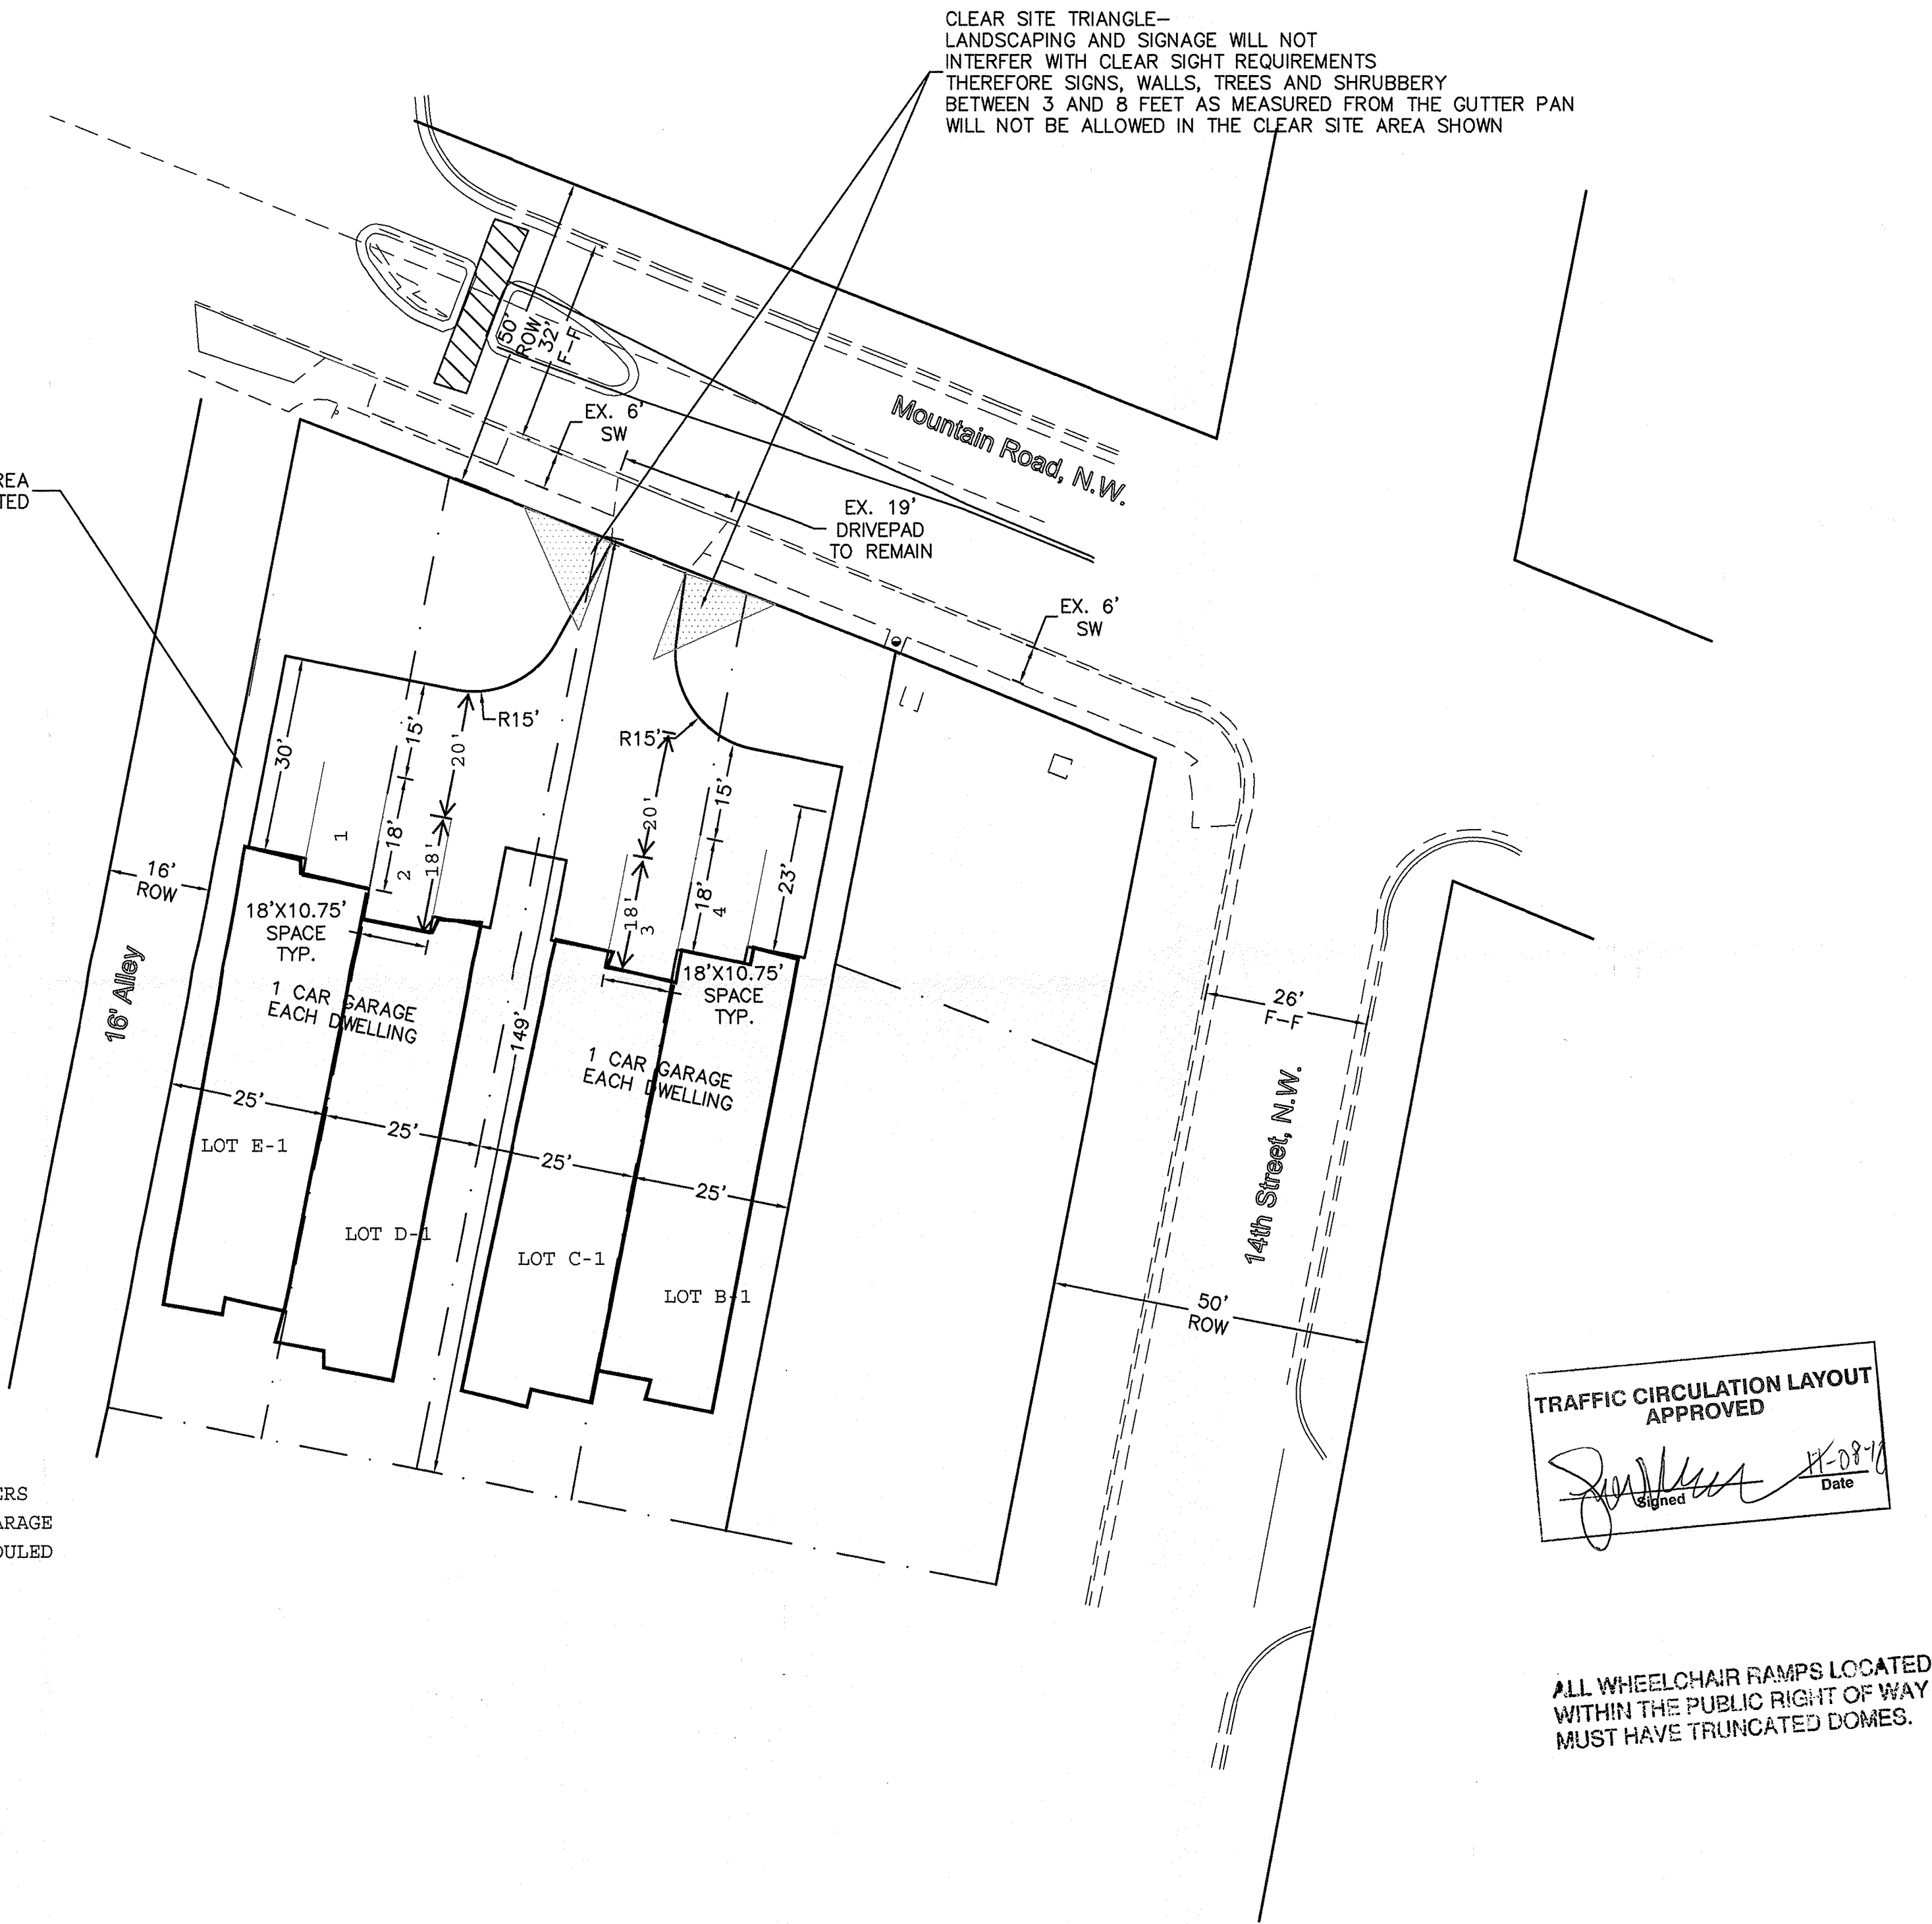 CLEAR SITE TRIANGLE–
LANDSCAPING AND SIGNAGE WILL NOT
INTERFER WITH CLEAR SIGHT REQUIREMENTS
THEREFORE SIGNS, WALLS, TREES AND SHRUBBERY
BETWEEN 3 AND 8 FEET AS MEASURED FROM THE GUTTER PAN
WILL NOT BE ALLOWED IN THE CLEAR SITE AREA SHOWN
50'
ROW
32'
F–F
EX. 6'
SW
Mountain Road, N.W.
EX. 19'
DRIVEPAD
TO REMAIN
REA
TED
EX. 6'
SW
R15'
R15'
30'
15'
20'
18'
18'
1
2
15'
20'
18'
18'
3
4
23'
16'
ROW
16' Alley
18'X10.75'
SPACE
TYP.
18'X10.75'
SPACE
TYP.
1 CAR GARAGE
EACH DWELLING
1 CAR GARAGE
EACH DWELLING
149'
26'
F–F
14th Street, N.W.
25'
25'
25'
25'
LOT E-1
LOT D-1
LOT C-1
LOT B-1
50'
ROW
TRAFFIC CIRCULATION LAYOUT
APPROVED
11-08-10
Signed
Date
ERS
ARAGE
DULED
ALL WHEELCHAIR RAMPS LOCATED
WITHIN THE PUBLIC RIGHT OF WAY
MUST HAVE TRUNCATED DOMES.